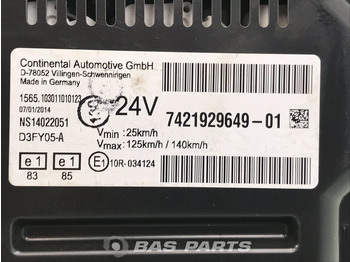 Continental Automotive GmbH
D-78052 Villingen-Schwenningen
Made in Germany
1565.103011010123
07/01/2014
24V
7421929649-01
NS14022051
D3FY05-A
Vmin :25km/h
Vmax :125km/h / 140km/h
e1 e1 E1 10R-034124
83 85
BAS PARTS